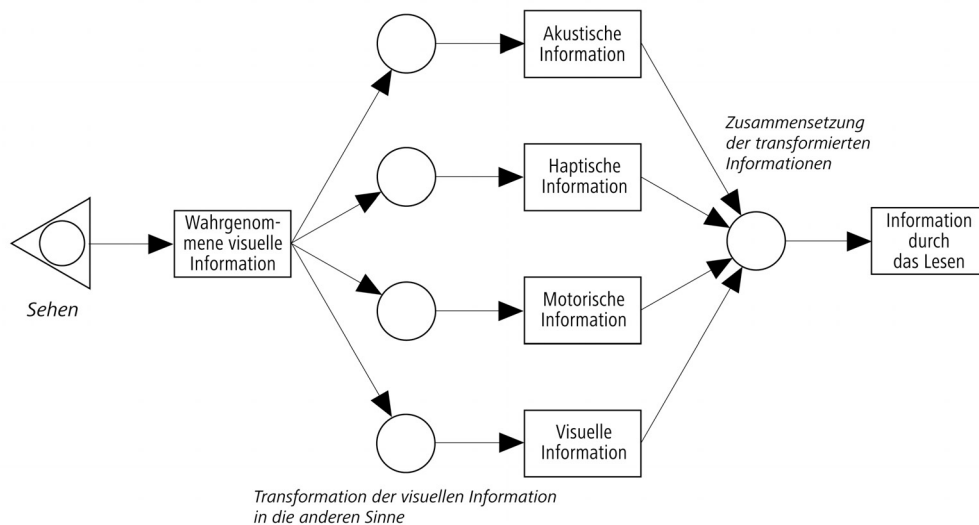 Akustische
Information
Zusammensetzung
der transformierten
Informationen
Haptische
Information
Wahrgenom-
mene visuelle
Information
Information
durch
das Lesen
Sehen
Motorische
Information
Visuelle
Information
Transformation der visuellen Information
in die anderen Sinne